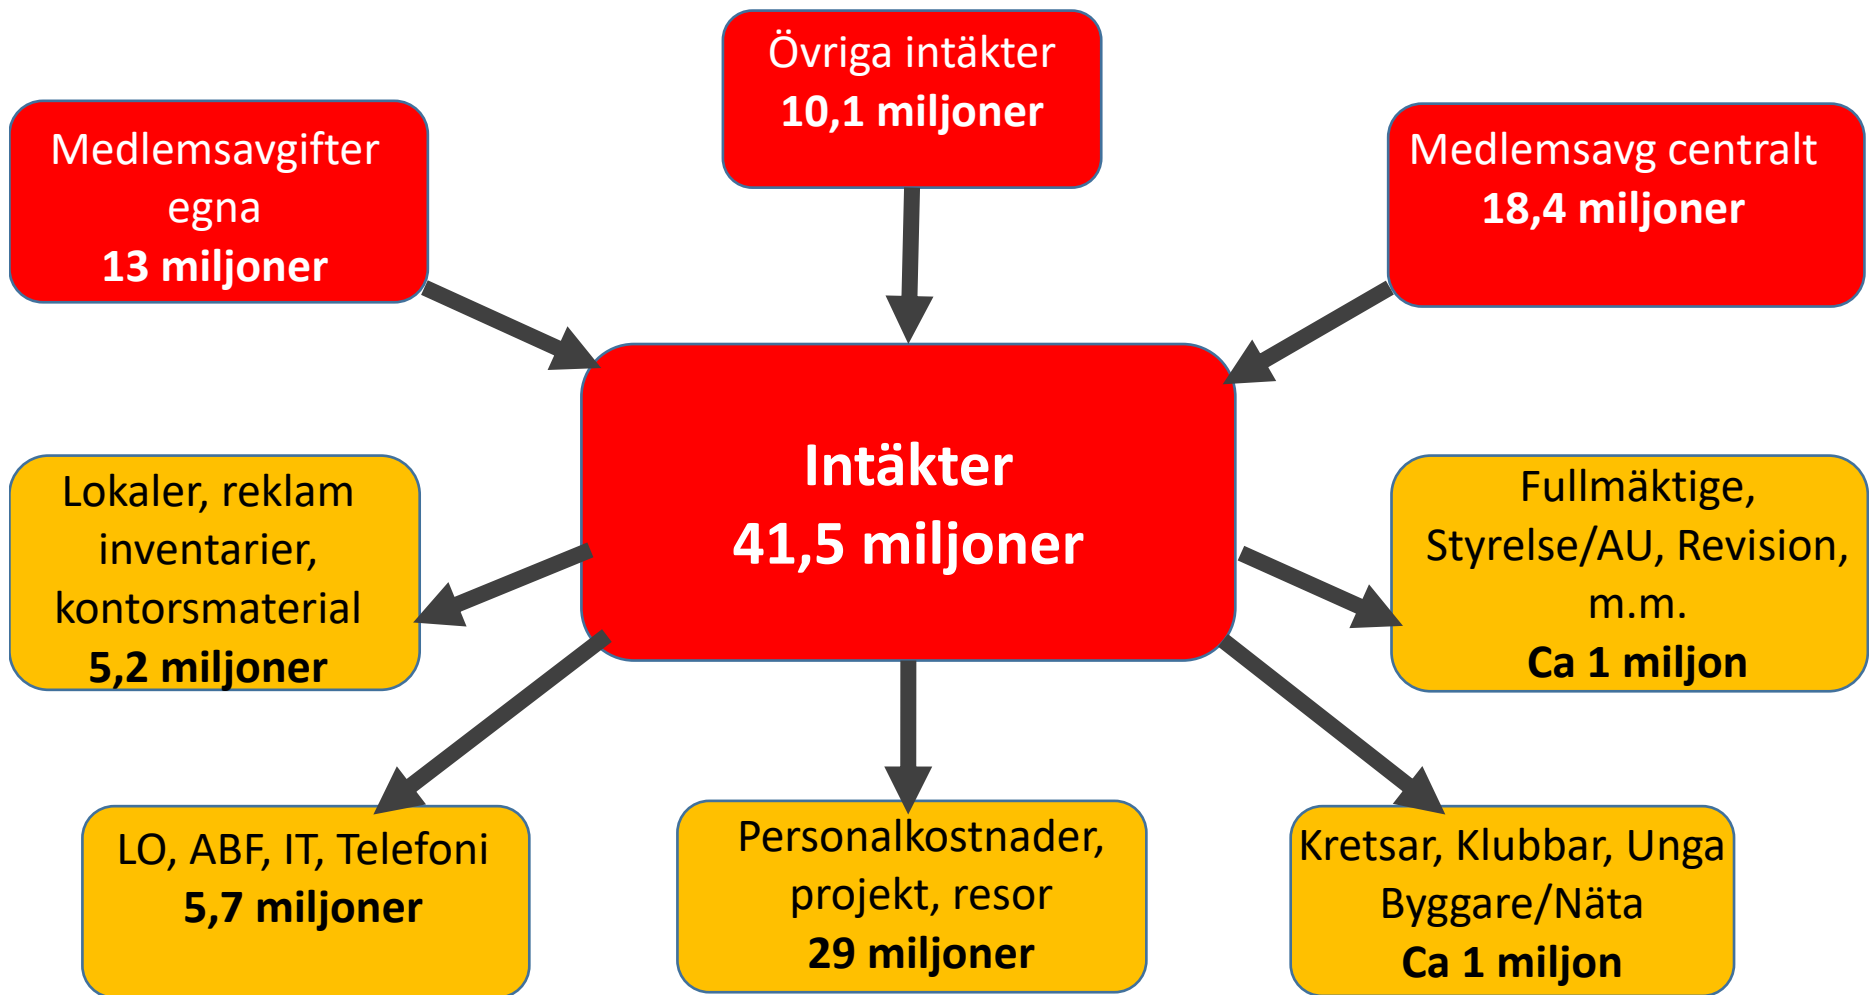 Övriga intäkter
10,1 miljoner
Medlemsavgifter
egna
13 miljoner
Medlemsavg centralt
18,4 miljoner
Intäkter
41,5 miljoner
Lokaler, reklam
inventarier,
kontorsmaterial
5,2 miljoner
Fullmäktige,
Styrelse/AU, Revision,
m.m.
Ca 1 miljon
LO, ABF, IT, Telefoni
5,7 miljoner
Personalkostnader,
projekt, resor
29 miljoner
Kretsar, Klubbar, Unga
Byggare/Näta
Ca 1 miljon